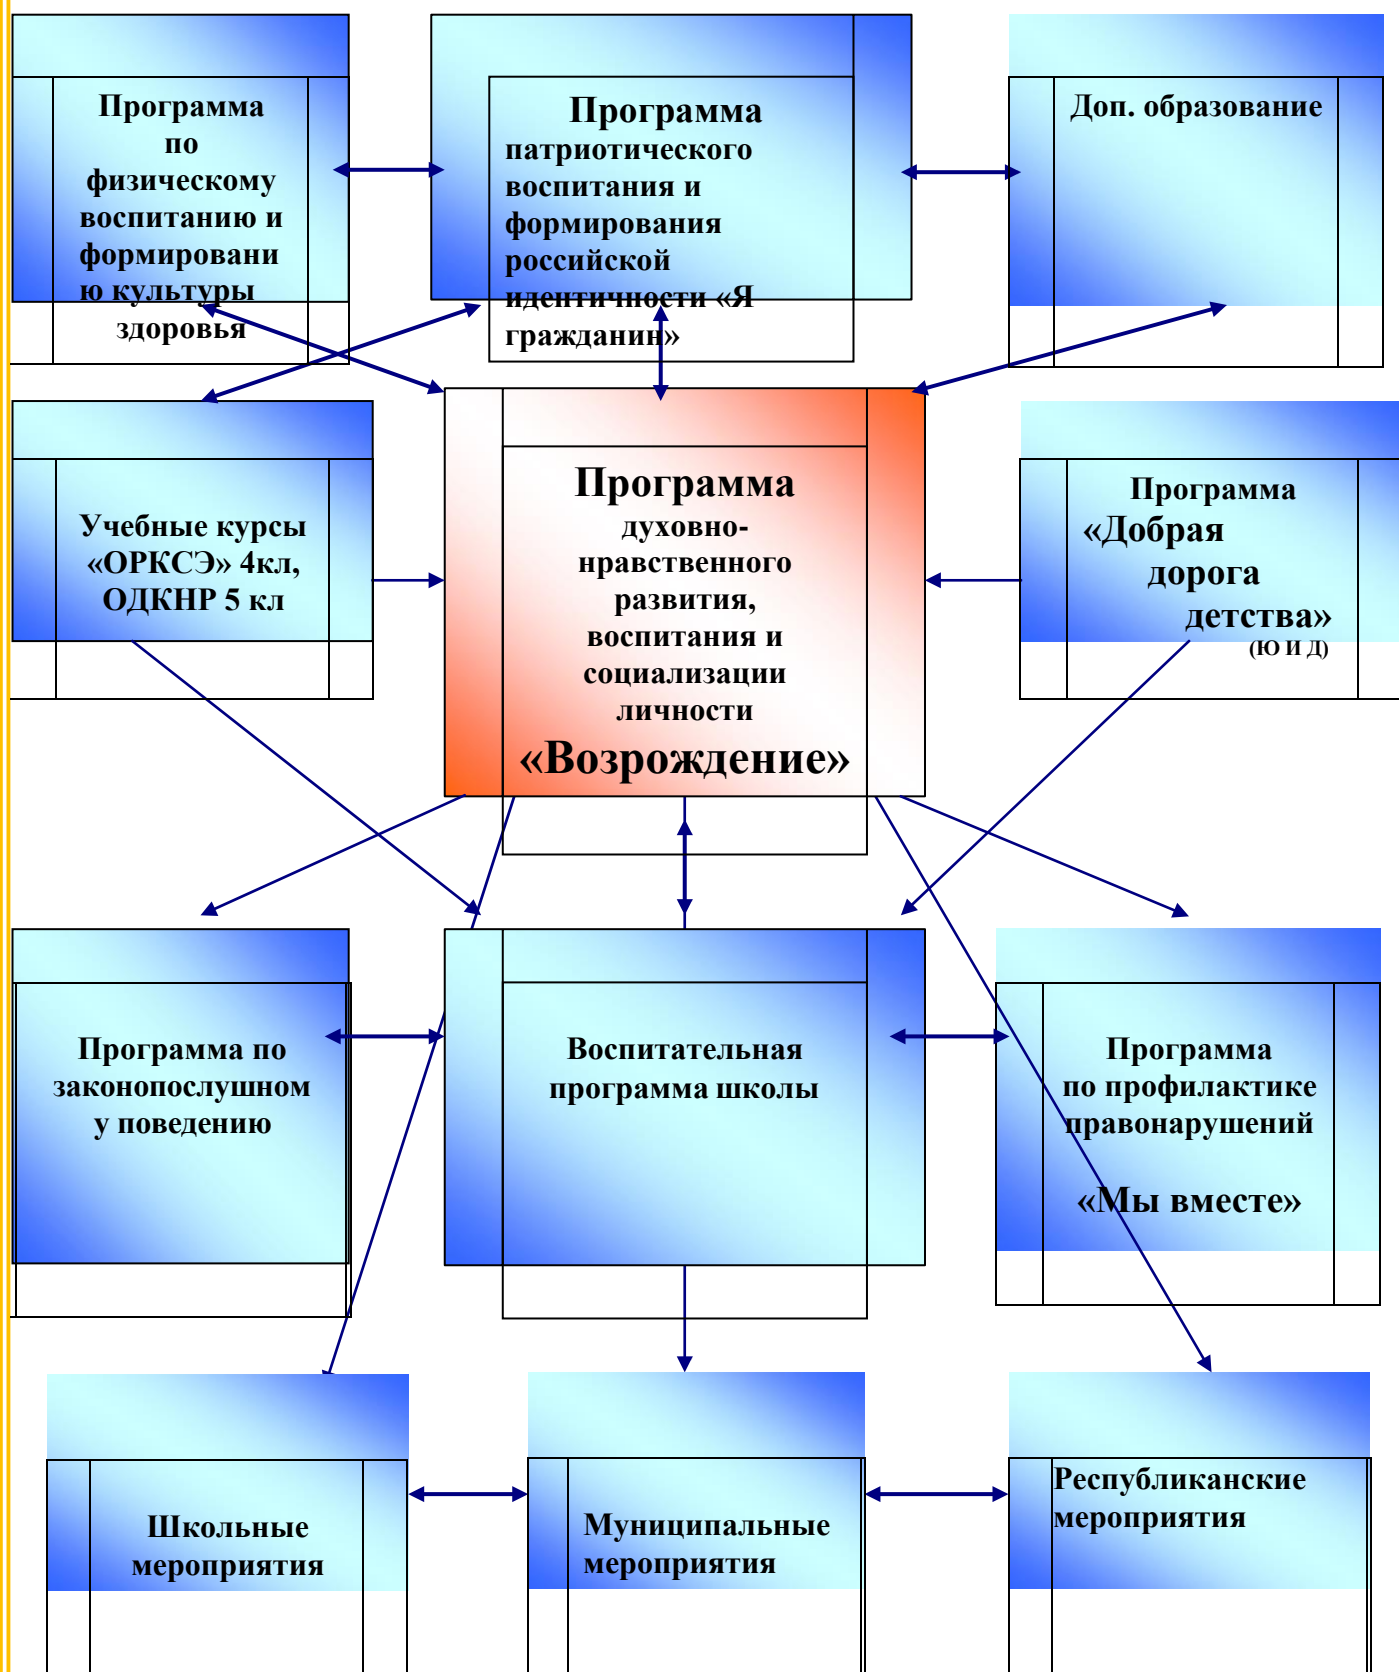 Программа
по
физическому
воспитанию и
формировани
ю культуры
здоровья
Программа
патриотического
воспитания и
формирования
российской
идентичности «Я
гражданин»
Доп. образование
Учебные курсы
«ОРКСЭ» 4кл,
ОДКНР 5 кл
Программа
духовно-
нравственного
развития,
воспитания и
социализации
личности
«Возрождение»
Программа
«Добрая
дорога
детства»
(Ю И Д)
Программа по
законопослушном
у поведению
Воспитательная
программа школы
Программа
по профилактике
правонарушений
«Мы вместе»
Школьные
мероприятия
Муниципальные
мероприятия
Республиканские
мероприятия